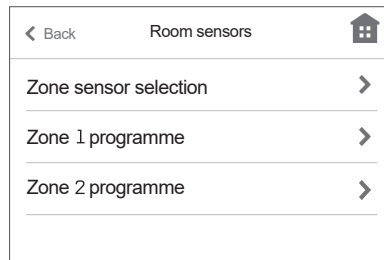 Back Room sensors
Zone sensor selection
Zone 1 programme
Zone 2 programme